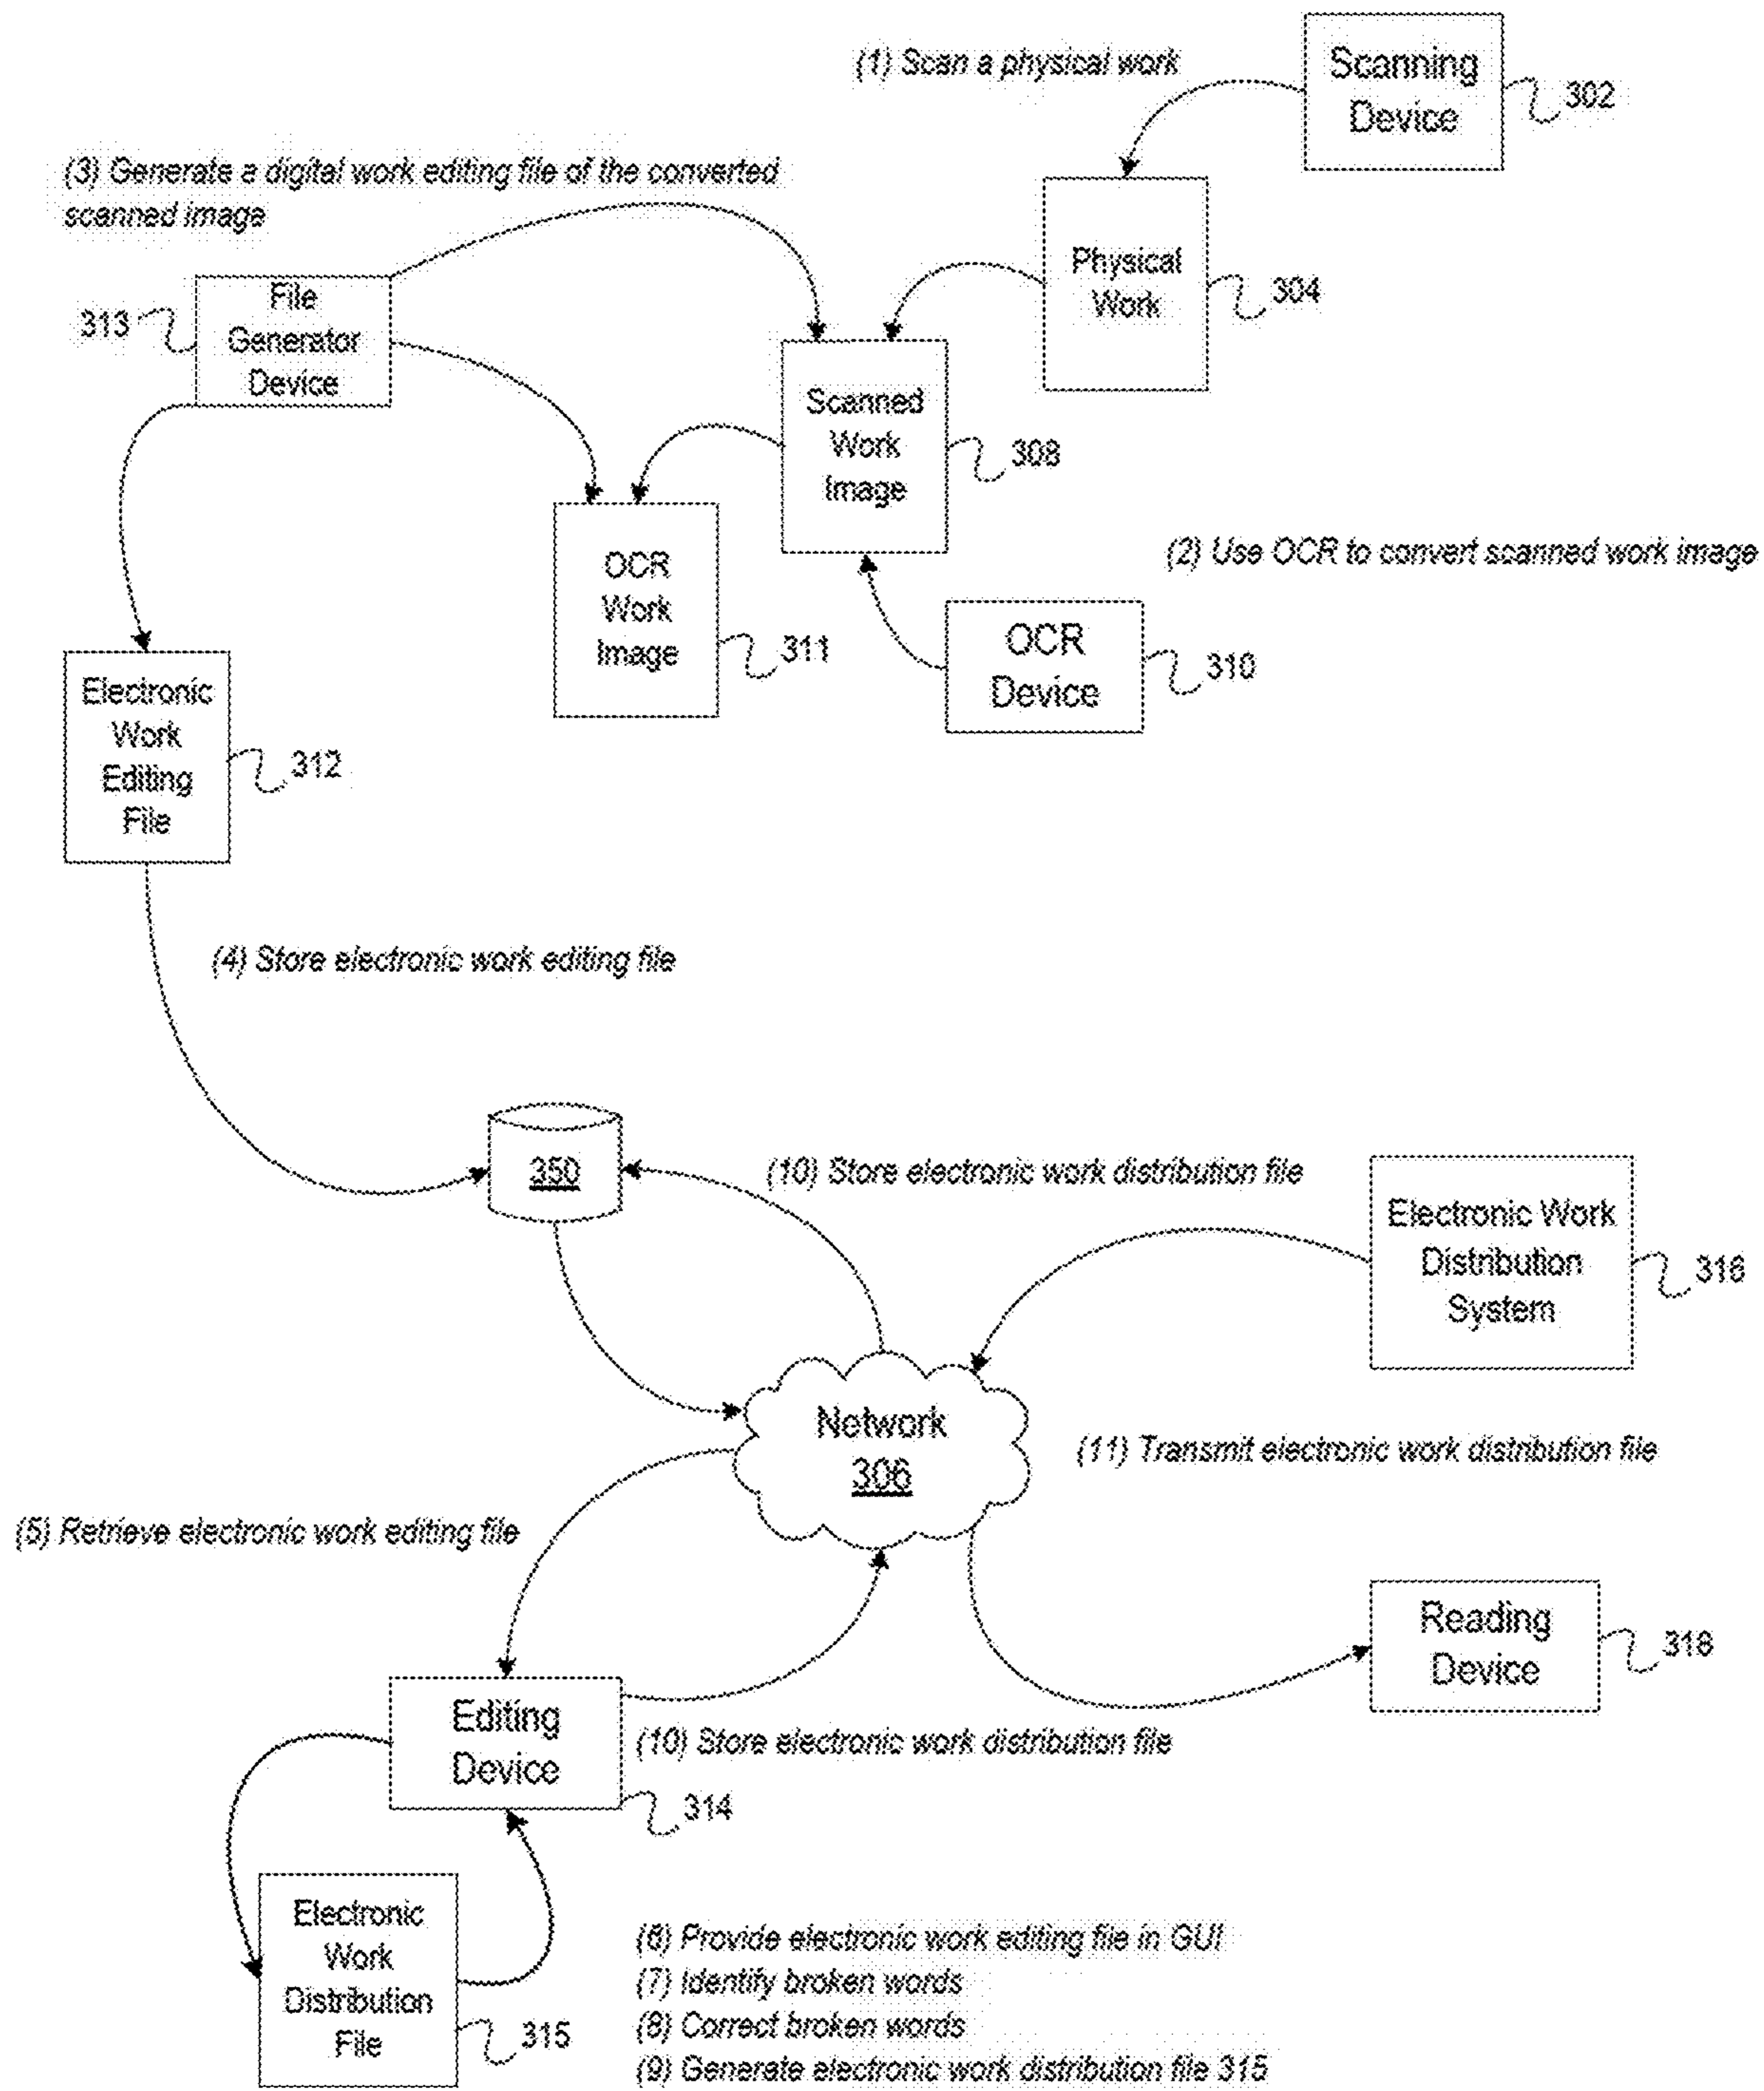 (1) Scan a physical work
Scanning
Device
302
(3) Generate a digital work editing file of the converted
scanned image
Physical
Work
304
File
Generator
Device
313
Scanned
Work
Image
308
(2) Use OCR to convert scanned work image
OCR
Work
Image
311
OCR
Device
310
Electronic
Work
Editing
File
312
(4) Store electronic work editing file
350
(10) Store electronic work distribution file
Electronic Work
Distribution
System
316
Network
306
(11) Transmit electronic work distribution file
(5) Retrieve electronic work editing file
Reading
Device
318
Editing
Device
(10) Store electronic work distribution file
314
Electronic
Work
Distribution
File
315
(6) Provide electronic work editing file in GUI
(7) Identify broken words
(8) Correct broken words
(9) Generate electronic work distribution file 315